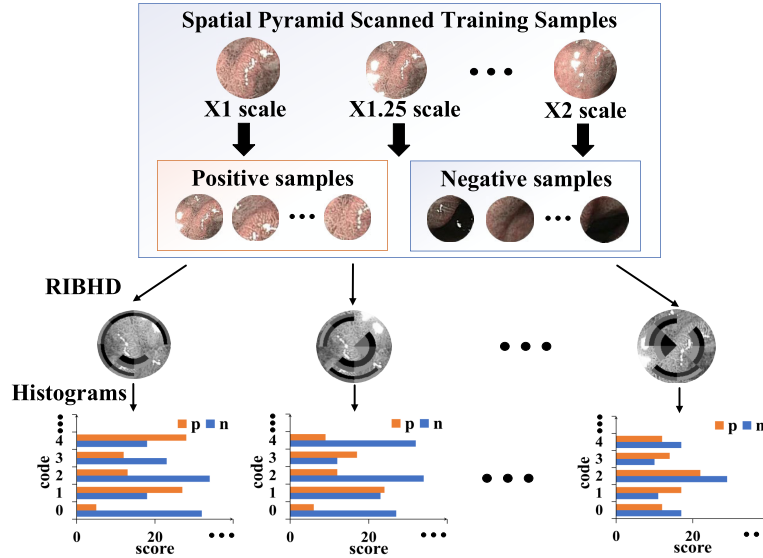 Spatial Pyramid Scanned Training Samples
X1 scale X1.25 scale X2 scale
Positive samples Negative samples
RIBHD
Histograms
p n p n p n
4 4 4
3 3 3
2 2 2
1 1 1
0 0 0
code code code
0 20 0 20 0 20
score score score